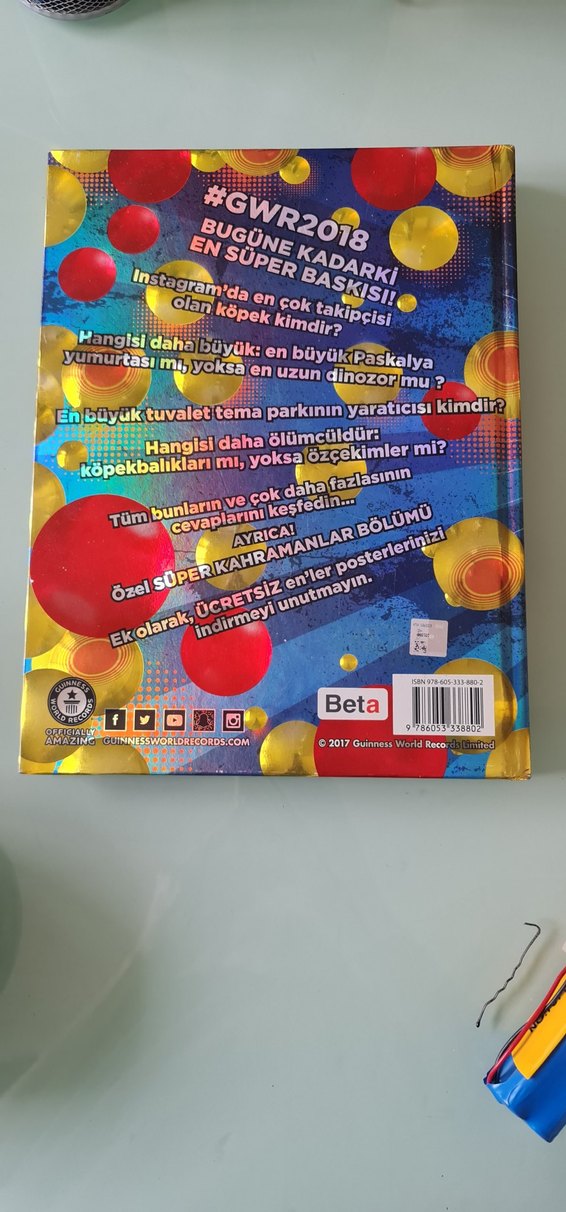 #GWR2018
BUGÜNE KADARKİ
EN SÜPER BASKISI!
Instagram'da en çok takipçisi
olan köpek kimdir?
Hangisi daha büyük: en büyük Paskalya
yumurtası mı, yoksa en uzun dinozor mu ?
En büyük tuvalet tema parkının yaratıcısı kimdir?
Hangisi daha ölümcüldür:
köpekbalıkları mı, yoksa özçekimler mi?
Tüm bunların ve çok daha fazlasının
cevaplarını keşfedin...
AYRICA!
Özel SÜPER KAHRAMANLAR BÖLÜMÜ
Ek olarak, ÜCRETSİZ en'ler posterlerinizi
indirmeyi unutmayın.
GUINNESS
WORLD RECORDS
OFFICIALLY
AMAZING
GUINNESSWORLDRECORDS.COM
Beta
ISBN 978-605-333-880-2
9 786053 338802
© 2017 Guinness World Records Limited